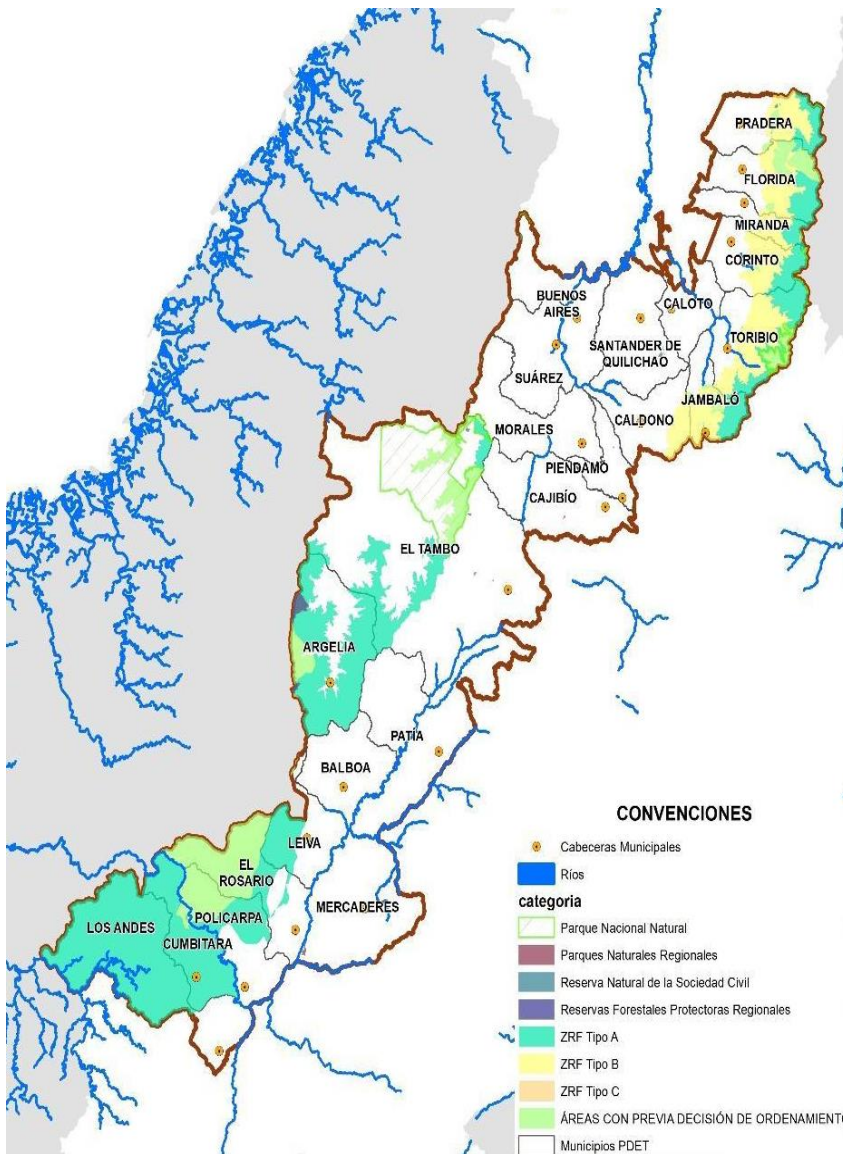 PRADERA
FLORIDA
MIRANDA
CORINTO
BUENOS
AIRES
CALOTO
SANTANDER DE
QUILICHAO
TORIBIO
SUÁREZ
JAMBALÓ
MORALES
CALDONO
PIENDAMO
CAJIBÍO
EL TAMBO
ARGELIA
PATÍA
BALBOA
LEIVA
EL
ROSARIO
MERCADERES
POLICARPA
LOS ANDES
CUMBITARA
CONVENCIONES
Cabeceras Municipales
Ríos
categoria
Parque Nacional Natural
Parques Naturales Regionales
Reserva Natural de la Sociedad Civil
Reservas Forestales Protectoras Regionales
ZRF Tipo A
ZRF Tipo B
ZRF Tipo C
ÁREAS CON PREVIA DECISIÓN DE ORDENAMIENTO
Municipios PDET